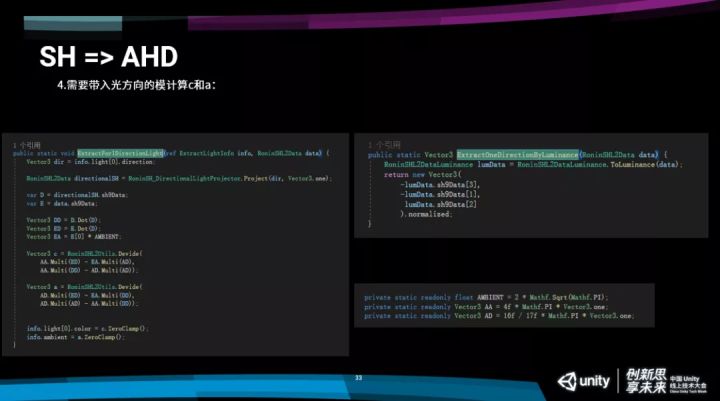 SH => AHD
4.需要带入光方向的模计算c和a：
1 个引用
public static void ExtractFor1DirectionLight(ref ExtractLightInfo info, RoninSHL2Data data) {
Vector3 dir = info.light[0].direction;
RoninSHL2Data directionalSH = RoninSH_DirectionalLightProjector.Project(dir, Vector3.one);
var D = directionalSH.sh9Data;
var E = data.sh9Data;
Vector3 DD = D.Dot(D);
Vector3 ED = E.Dot(D);
Vector3 EA = E[0] * AMBIENT;
Vector3 c = RoninSHL2Utils.Devide(
AA.Multi(ED) - EA.Multi(AD),
AA.Multi(DD) - AD.Multi(AD));
Vector3 a = RoninSHL2Utils.Devide(
AD.Multi(ED) - EA.Multi(DD),
AD.Multi(AD) - AA.Multi(DD));
info.light[0].color = c.ZeroClamp();
info.ambient = a.ZeroClamp();
}
1 个引用
public static Vector3 ExtractOneDirectionByLuminance(RoninSHL2Data data) {
RoninSHL2DataLuminance lumData = RoninSHL2DataLuminance.ToLuminance(data);
return new Vector3(
-lumData.sh9Data[3],
-lumData.sh9Data[1],
lumData.sh9Data[2]
).normalized;
}
private static readonly float AMBIENT = 2 * Mathf.Sqrt(Mathf.PI);
private static readonly Vector3 AA = 4f * Mathf.PI * Vector3.one;
private static readonly Vector3 AD = 16f / 17f * Mathf.PI * Vector3.one;
33
unity
创新思
享未来
中国 Unity
线上技术大会
China Unity Tech Week